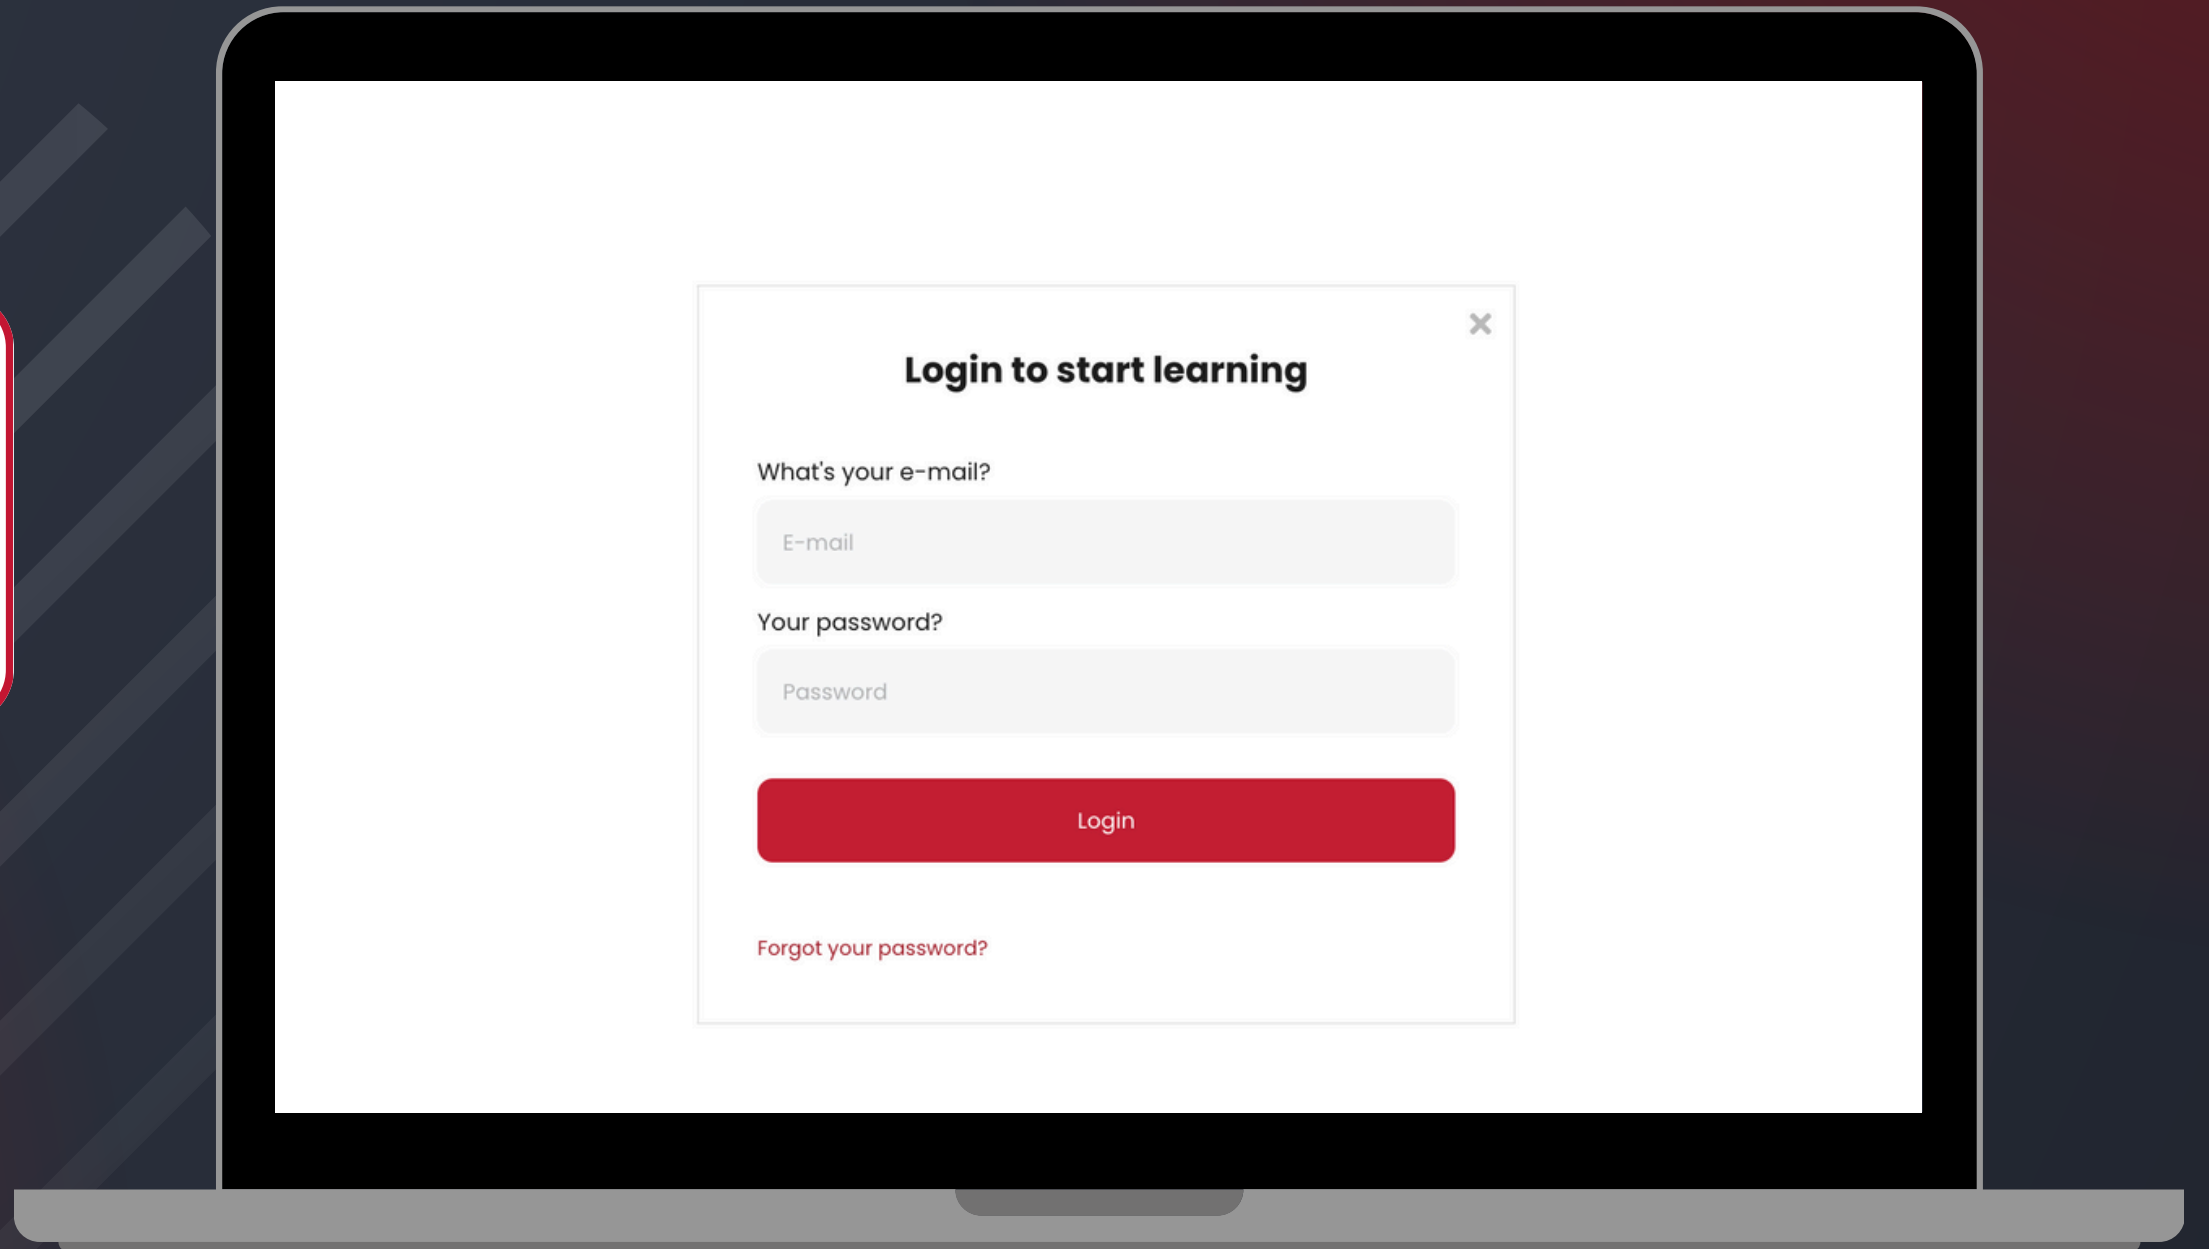 Login to start learning
What's your e-mail?
E-mail
Your password?
Password
Login
Forgot your password?